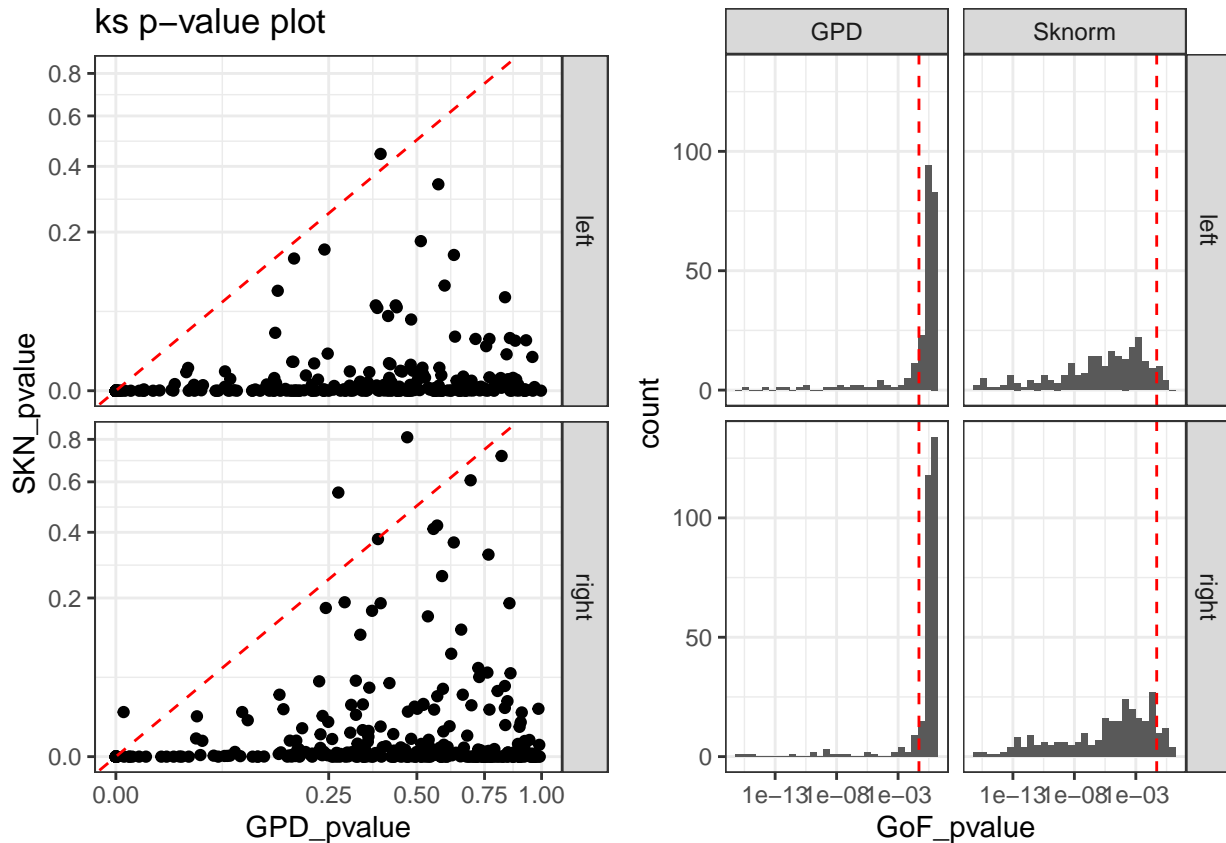 ks p−value plot
0.8
0.6
0.4
0.2
0.0
left
0.8
0.6
0.4
0.2
0.0
right
SKN_pvalue
0.00
0.25
0.50
0.75
1.00
GPD_pvalue
GPD
Sknorm
100
50
0
left
100
50
0
right
count
1e−13
1e−08
1e−03
1e−13
1e−08
1e−03
GoF_pvalue